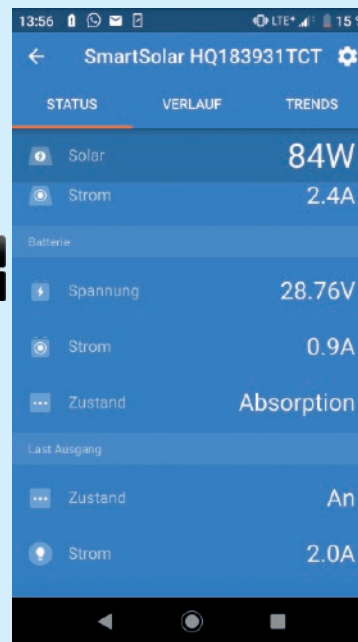 13:56 LTE+ 15 %
SmartSolar HQ183931TCT
STATUS VERLAUF TRENDS
Solar 84W
Strom 2.4A
Batterie
Spannung 28.76V
Strom 0.9A
Zustand Absorption
Last Ausgang
Zustand An
Strom 2.0A